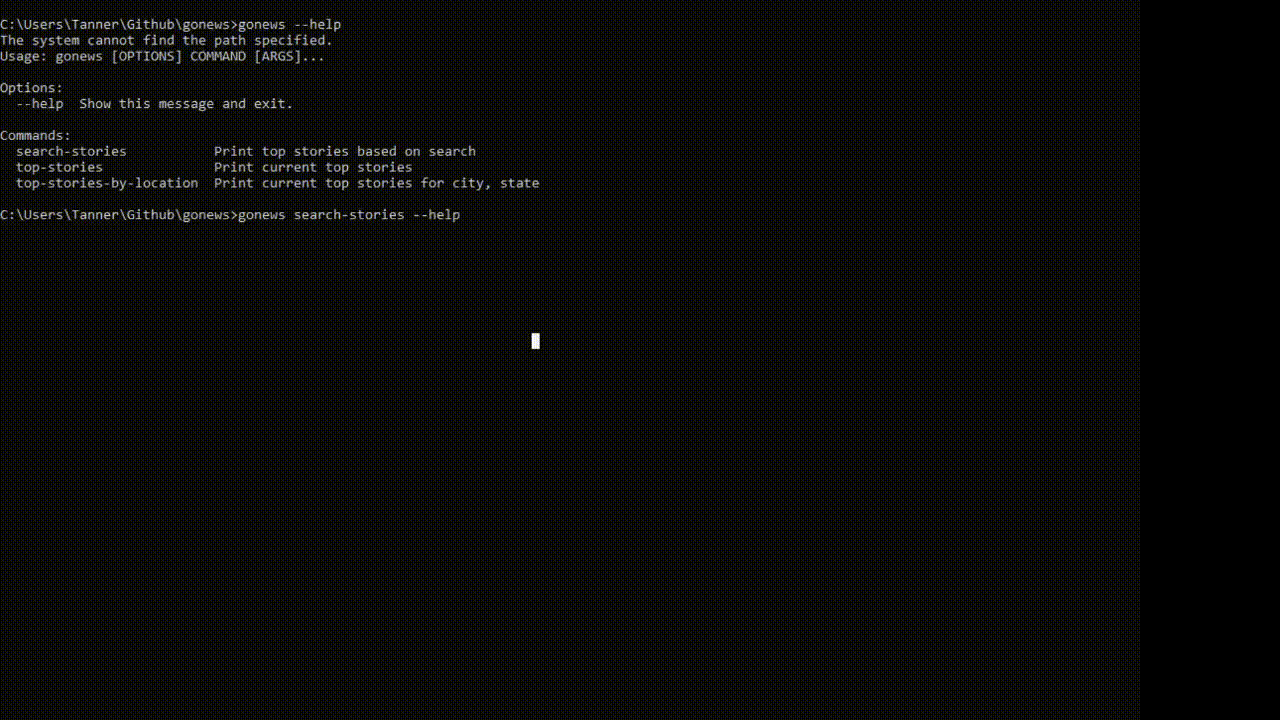 C:\Users\Tanner\Github\gonews>gonews --help
The system cannot find the path specified.
Usage: gonews [OPTIONS] COMMAND [ARGS]...
Options:
  --help  Show this message and exit.
Commands:
  search-stories           Print top stories based on search
  top-stories              Print current top stories
  top-stories-by-location  Print current top stories for city, state
C:\Users\Tanner\Github\gonews>gonews search-stories --help